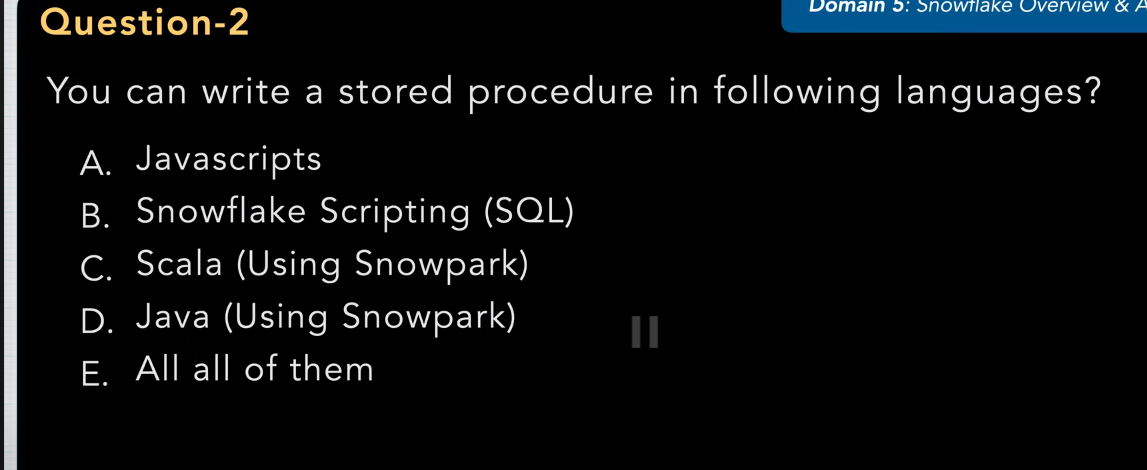 Domain 5: Snowflake Overview &
Question-2
You can write a stored procedure in following languages?
A. Javascripts
B. Snowflake Scripting (SQL)
C. Scala (Using Snowpark)
D. Java (Using Snowpark)
E. All all of them